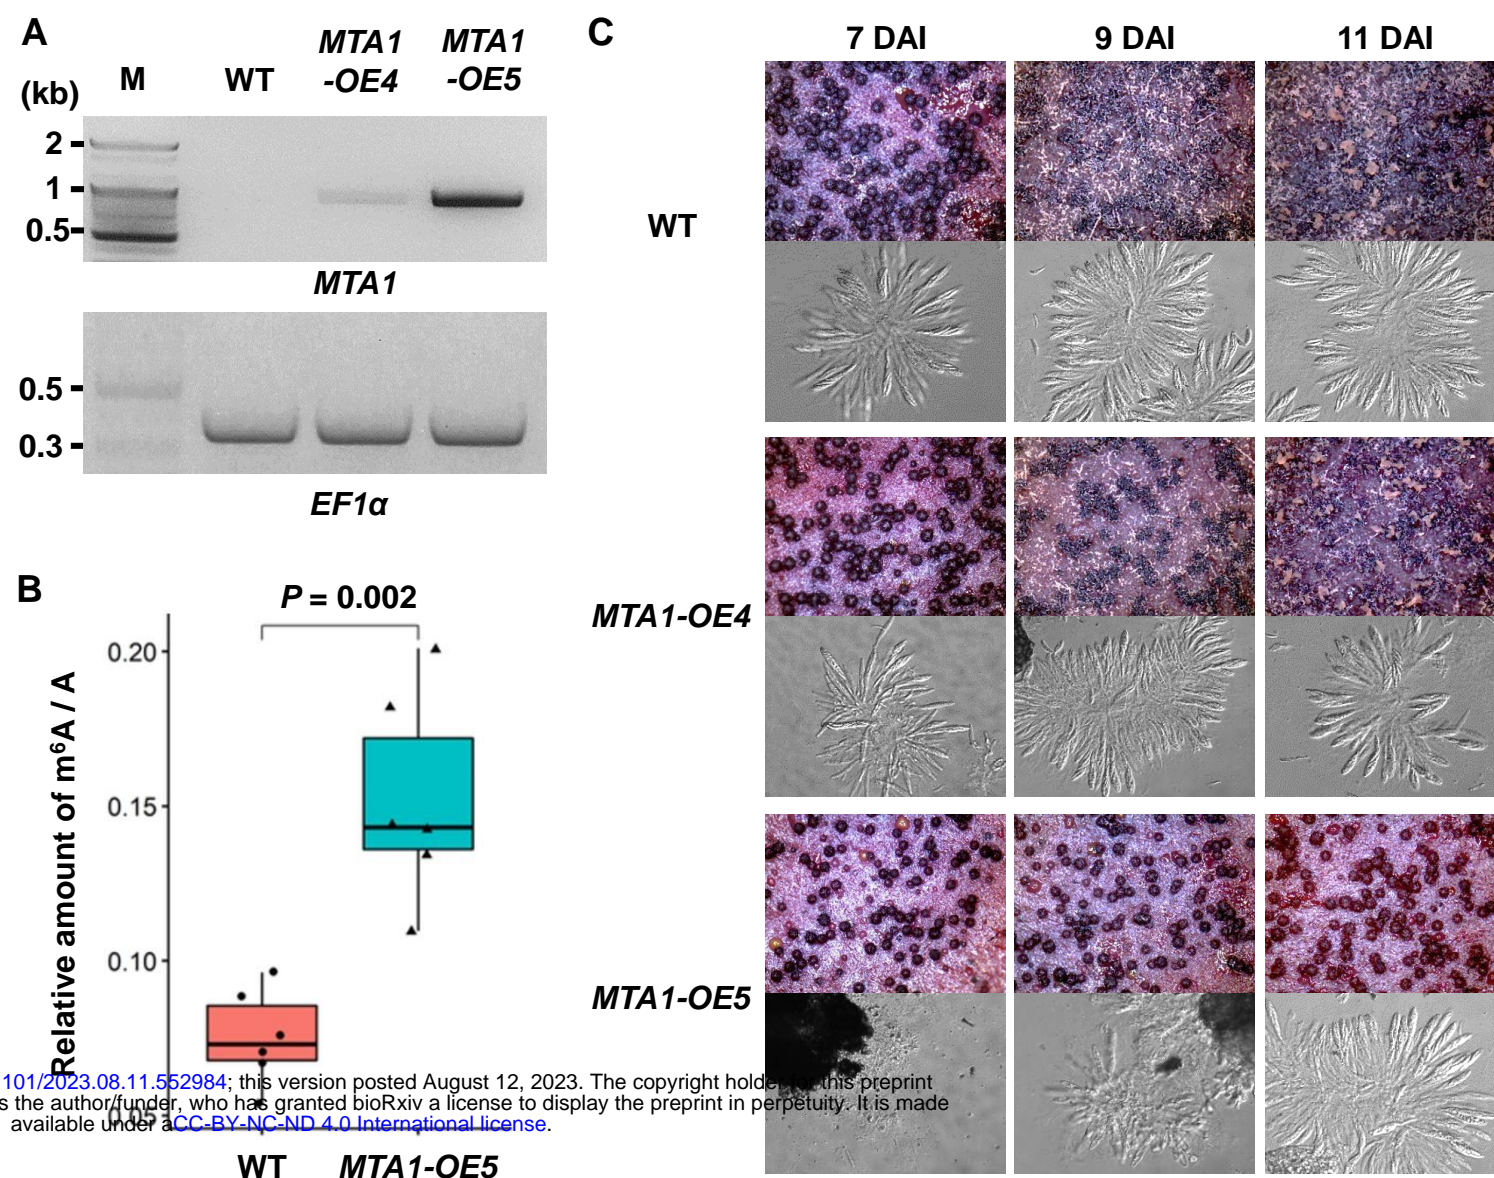 A
(kb)
M
WT
MTA1
-OE4
MTA1
-OE5
2
1
0.5
MTA1
0.5
0.3
EF1α
B
P = 0.002
Relative amount of m⁶A / A
0.20
0.15
0.10
0.05
WT
MTA1-OE5
C
7 DAI
9 DAI
11 DAI
WT
MTA1-OE4
MTA1-OE5
101/2023.08.11.552984; this version posted August 12, 2023. The copyright holder for this preprint
s the author/funder, who has granted bioRxiv a license to display the preprint in perpetuity. It is made
available under aCC-BY-NC-ND 4.0 International license.